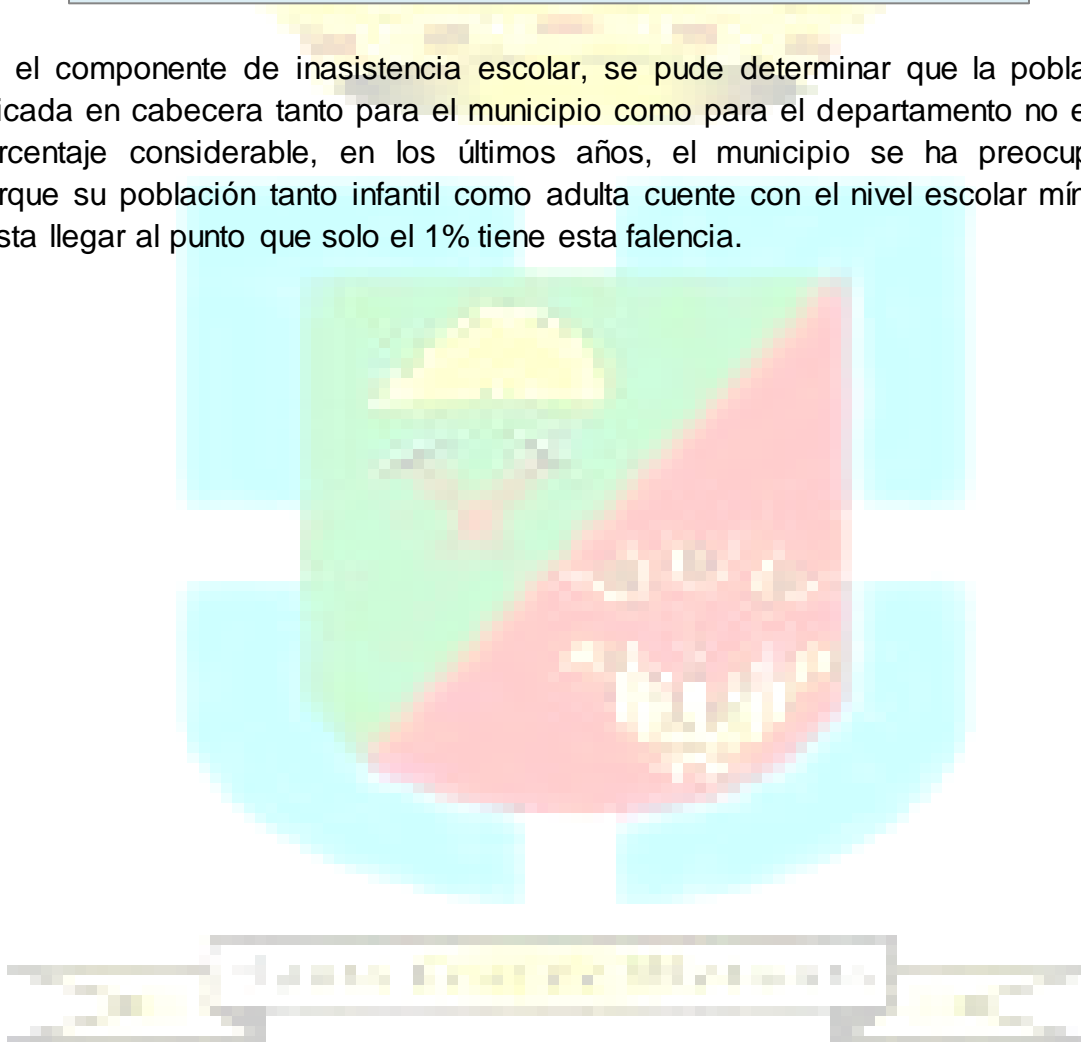 el componente de inasistencia escolar, se pude determinar que la pobla
icada en cabecera tanto para el municipio como para el departamento no e
rcentaje considerable, en los últimos años, el municipio se ha preocup
rque su población tanto infantil como adulta cuente con el nivel escolar mín
sta llegar al punto que solo el 1% tiene esta falencia.